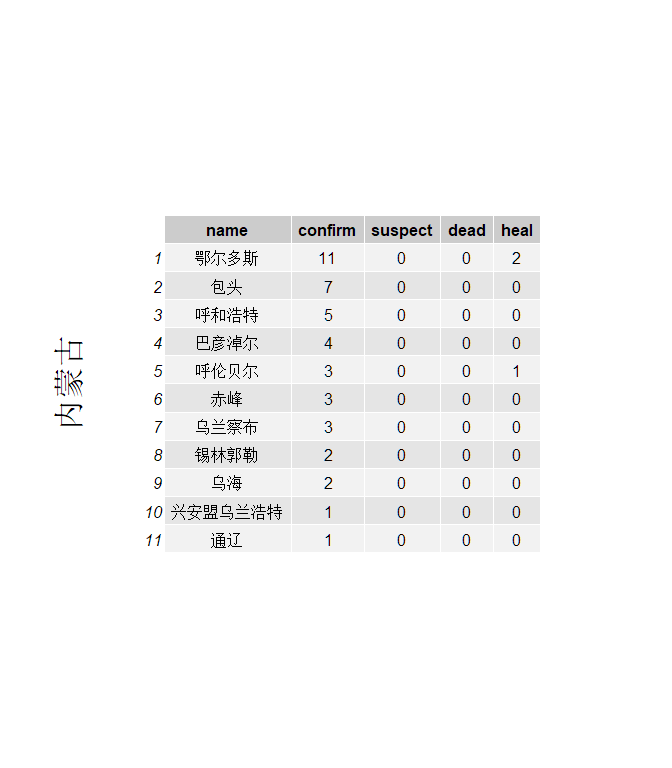 内蒙古
name confirm suspect dead heal
1 鄂尔多斯 11 0 0 2
2 包头 7 0 0 0
3 呼和浩特 5 0 0 0
4 巴彦淖尔 4 0 0 0
5 呼伦贝尔 3 0 0 1
6 赤峰 3 0 0 0
7 乌兰察布 3 0 0 0
8 锡林郭勒 2 0 0 0
9 乌海 2 0 0 0
10 兴安盟乌兰浩特 1 0 0 0
11 通辽 1 0 0 0